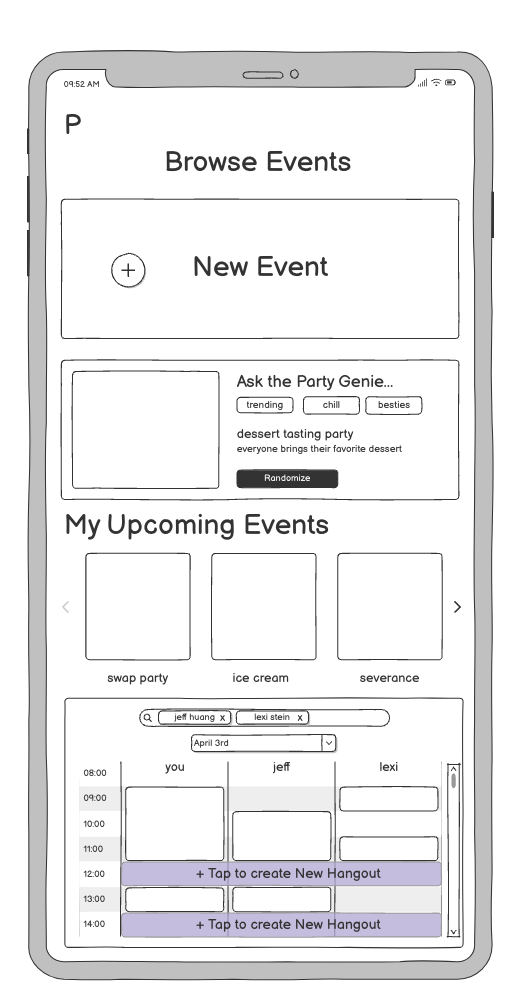 09:52 AM
P
Browse Events
+ New Event
Ask the Party Genie...
trending chill besties
dessert tasting party
everyone brings their favorite dessert
Randomize
My Upcoming Events
swap party ice cream severance
jeff huang x lexi stein x
April 3rd
you jeff lexi
08:00
09:00
10:00
11:00
12:00 + Tap to create New Hangout
13:00
14:00 + Tap to create New Hangout